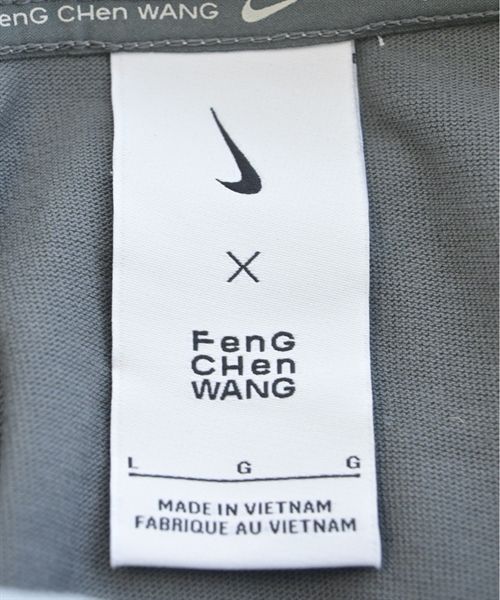 enG CHen WANG
X
FenG
CHen
WANG
L G G
MADE IN VIETNAM
FABRIQUE AU VIETNAM